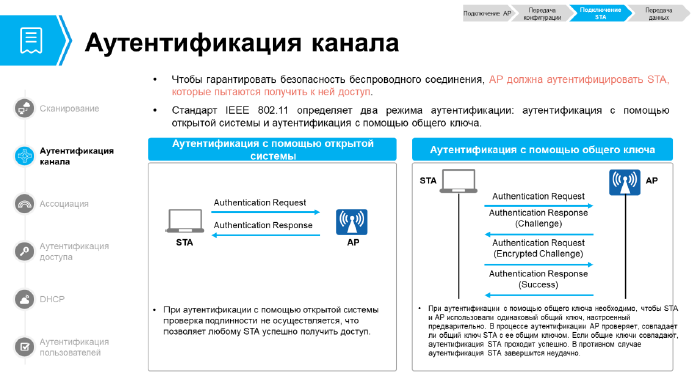 Подключение AP
Передача
конфигурации
Подключение
STA
Передача
данных
Аутентификация канала
• Чтобы гарантировать безопасность беспроводного соединения, AP должна аутентифицировать STA,
которые пытаются получить к ней доступ.
• Стандарт IEEE 802.11 определяет два режима аутентификации: аутентификация с помощью
открытой системы и аутентификация с помощью общего ключа.
Сканирование
Аутентификация
канала
Ассоциация
Аутентификация
доступа
DHCP
Аутентификация
пользователей
Аутентификация с помощью открытой
системы
Authentication Request
Authentication Response
STA
AP
• При аутентификации с помощью открытой системы
проверка подлинности не осуществляется, что
позволяет любому STA успешно получить доступ.
Аутентификация с помощью общего ключа
STA
AP
Authentication Request
Authentication Response
(Challenge)
Authentication Request
(Encrypted Challenge)
Authentication Response
(Success)
• При аутентификации с помощью общего ключа необходимо, чтобы STA
и AP использовали одинаковый общий ключ, настроенный
предварительно. В процессе аутентификации AP проверяет, совпадает
ли общий ключ STA с ее общим ключом. Если общие ключи совпадают,
аутентификация STA проходит успешно. В противном случае
аутентификация STA завершится неудачно.